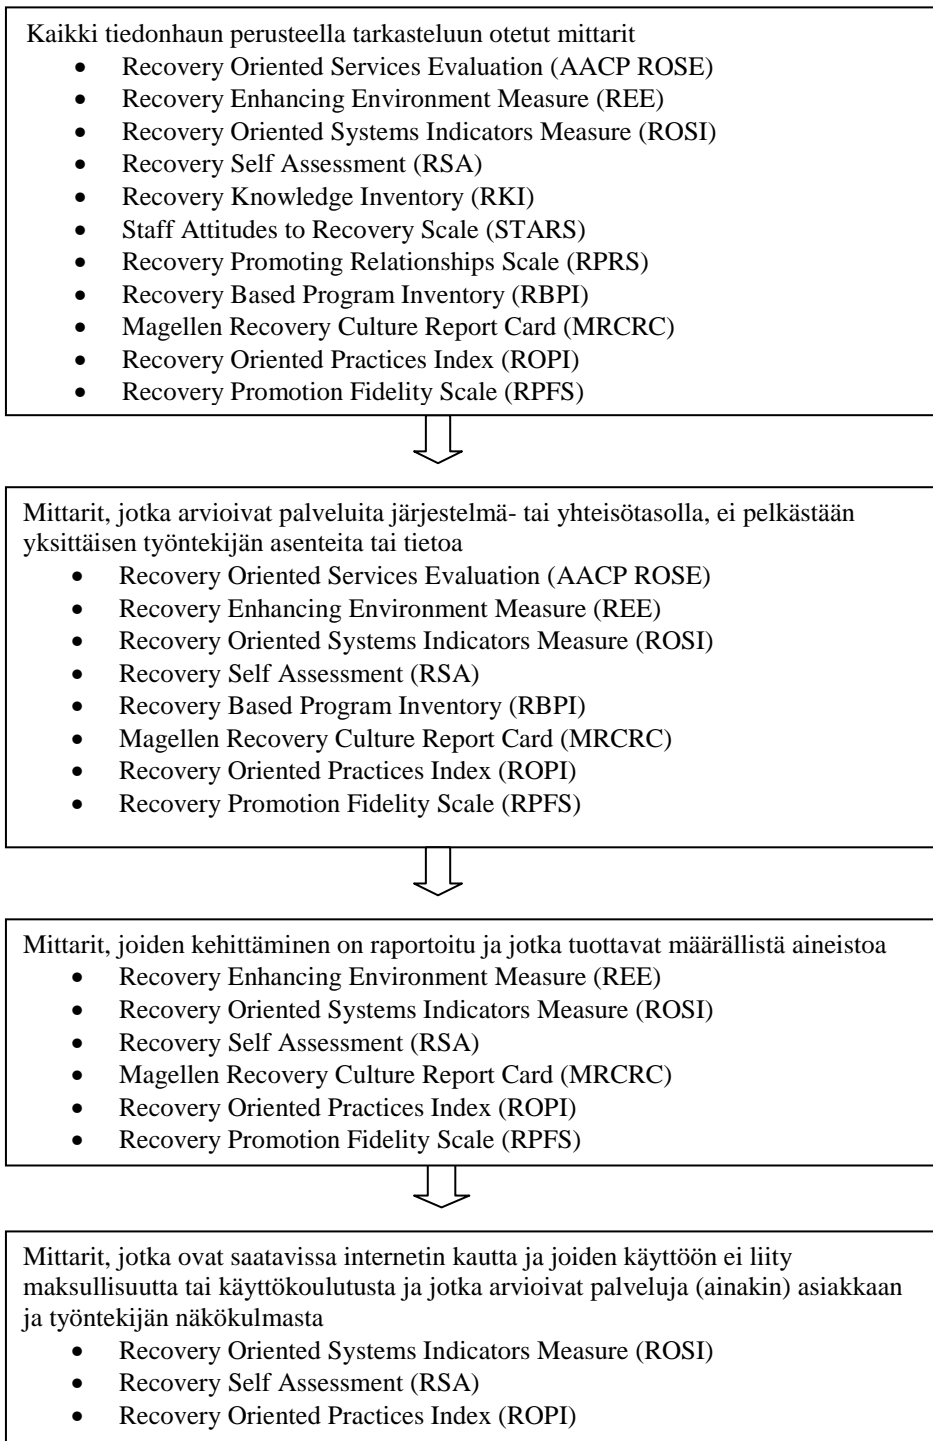 Kaikki tiedonhaun perusteella tarkasteluun otetut mittarit
• Recovery Oriented Services Evaluation (AACP ROSE)
• Recovery Enhancing Environment Measure (REE)
• Recovery Oriented Systems Indicators Measure (ROSI)
• Recovery Self Assessment (RSA)
• Recovery Knowledge Inventory (RKI)
• Staff Attitudes to Recovery Scale (STARS)
• Recovery Promoting Relationships Scale (RPRS)
• Recovery Based Program Inventory (RBPI)
• Magellen Recovery Culture Report Card (MRCRC)
• Recovery Oriented Practices Index (ROPI)
• Recovery Promotion Fidelity Scale (RPFS)
Mittarit, jotka arvioivat palveluita järjestelmä- tai yhteisötasolla, ei pelkästään
yksittäisen työntekijän asenteita tai tietoa
• Recovery Oriented Services Evaluation (AACP ROSE)
• Recovery Enhancing Environment Measure (REE)
• Recovery Oriented Systems Indicators Measure (ROSI)
• Recovery Self Assessment (RSA)
• Recovery Based Program Inventory (RBPI)
• Magellen Recovery Culture Report Card (MRCRC)
• Recovery Oriented Practices Index (ROPI)
• Recovery Promotion Fidelity Scale (RPFS)
Mittarit, joiden kehittäminen on raportoitu ja jotka tuottavat määrällistä aineistoa
• Recovery Enhancing Environment Measure (REE)
• Recovery Oriented Systems Indicators Measure (ROSI)
• Recovery Self Assessment (RSA)
• Magellen Recovery Culture Report Card (MRCRC)
• Recovery Oriented Practices Index (ROPI)
• Recovery Promotion Fidelity Scale (RPFS)
Mittarit, jotka ovat saatavissa internetin kautta ja joiden käyttöön ei liity
maksullisuutta tai käyttökoulutusta ja jotka arvioivat palveluja (ainakin) asiakkaan
ja työntekijän näkökulmasta
• Recovery Oriented Systems Indicators Measure (ROSI)
• Recovery Self Assessment (RSA)
• Recovery Oriented Practices Index (ROPI)